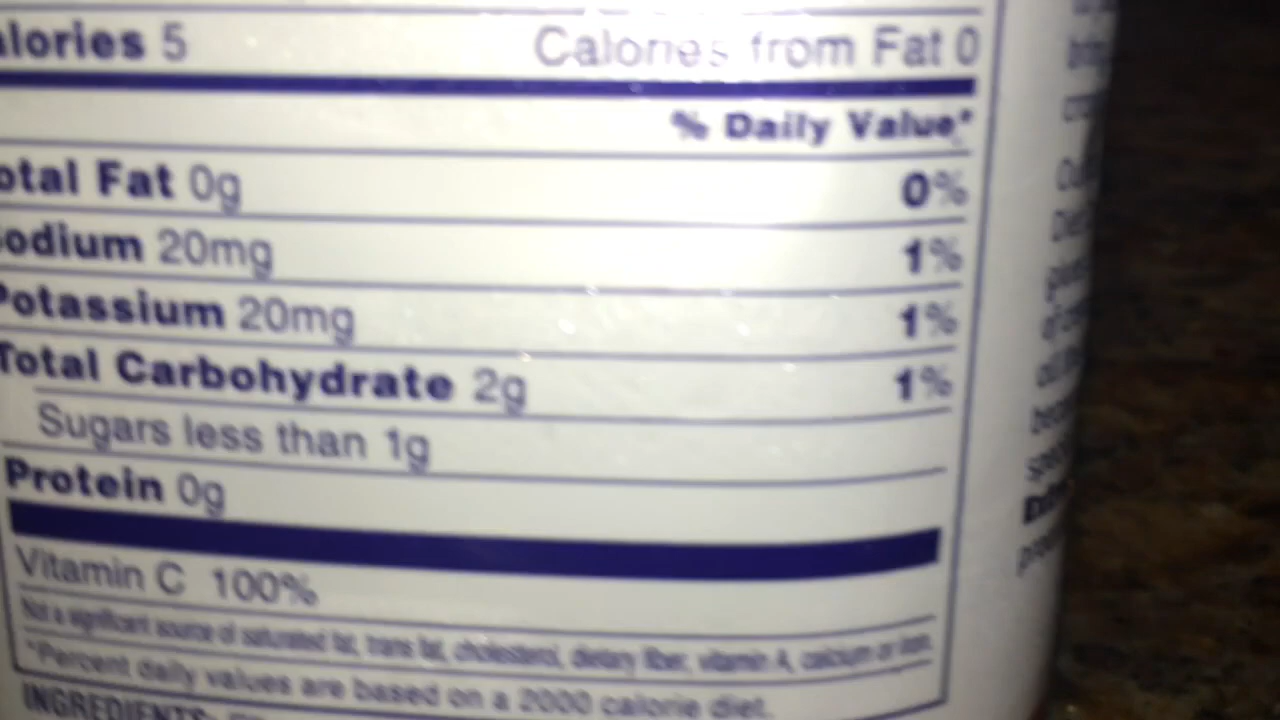 alories 5 Calories from Fat 0
% Daily Value*
otal Fat 0g 0%
odium 20mg 1%
Potassium 20mg 1%
Total Carbohydrate 2g 1%
Sugars less than 1g
Protein 0g
Vitamin C 100%
Not a significant source of saturated fat, trans fat, cholesterol, dietary fiber, vitamin A, calcium or iron.
*Percent daily values are based on a 2000 calorie diet.
INGREDIENTS: